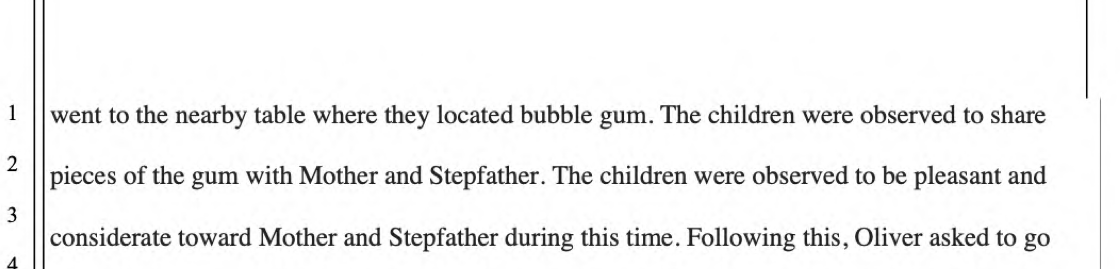 1 went to the nearby table where they located bubble gum. The children were observed to share
2 pieces of the gum with Mother and Stepfather. The children were observed to be pleasant and
3 considerate toward Mother and Stepfather during this time. Following this, Oliver asked to go
4